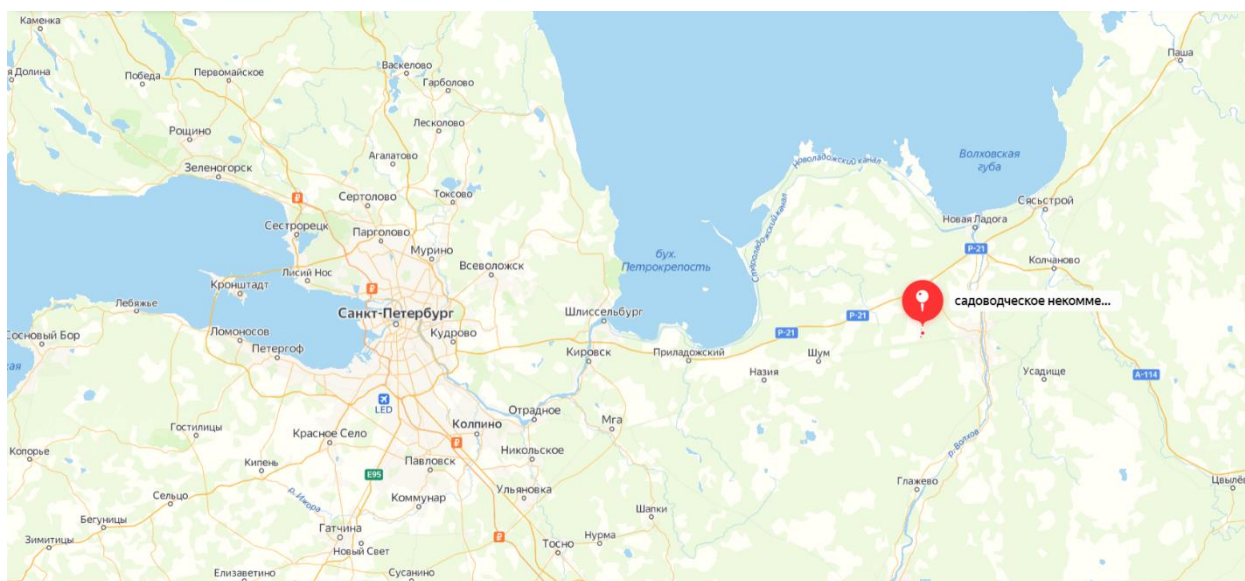 Каменка
Паша
Васкелово
Долина
Победа
Первомайское
Гарболово
Рощино
Лесколово
Агалатово
Новоладожский канал
Волховская
губа
Зеленогорск
Сертолово
Токсово
Сясьстрой
Сестрорецк
Парголово
Мурино
Староладожский канал
Новая Ладога
Р-21
бух.
Петрокрепость
Колчаново
Всеволожск
Лисий Нос
Кронштадт
садоводческое некомме...
Лебяжье
Санкт-Петербург
Шлиссельбург
Р-21
Сосновый Бор
Ломоносов
Кудрово
Р-21
Петергоф
Кировск
Приладожский
Шум
Назия
Усадище
А-114
LED
Отрадное
Мга
Гостилицы
Красное Село
Колпино
Никольское
р. Волхов
Копорье
Кипень
Павловск
E95
Глажево
Ульяновка
р. Ижора
Сельцо
Коммунар
Шапки
Бегуницы
Гатчина
Зимитицы
Новый Свет
Тосно
Нурма
Елизаветино
Сусанино